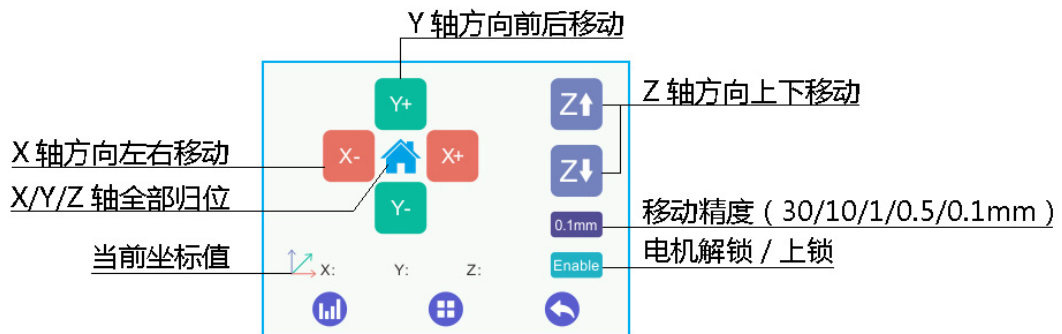 Y 轴方向前后移动
Y+
Z
Z 轴方向上下移动
X 轴方向左右移动
X-
X+
Z
X/Y/Z 轴全部归位
Y-
0.1mm
移动精度（30/10/1/0.5/0.1mm）
当前坐标值
X:
Y:
Z:
Enable
电机解锁 / 上锁